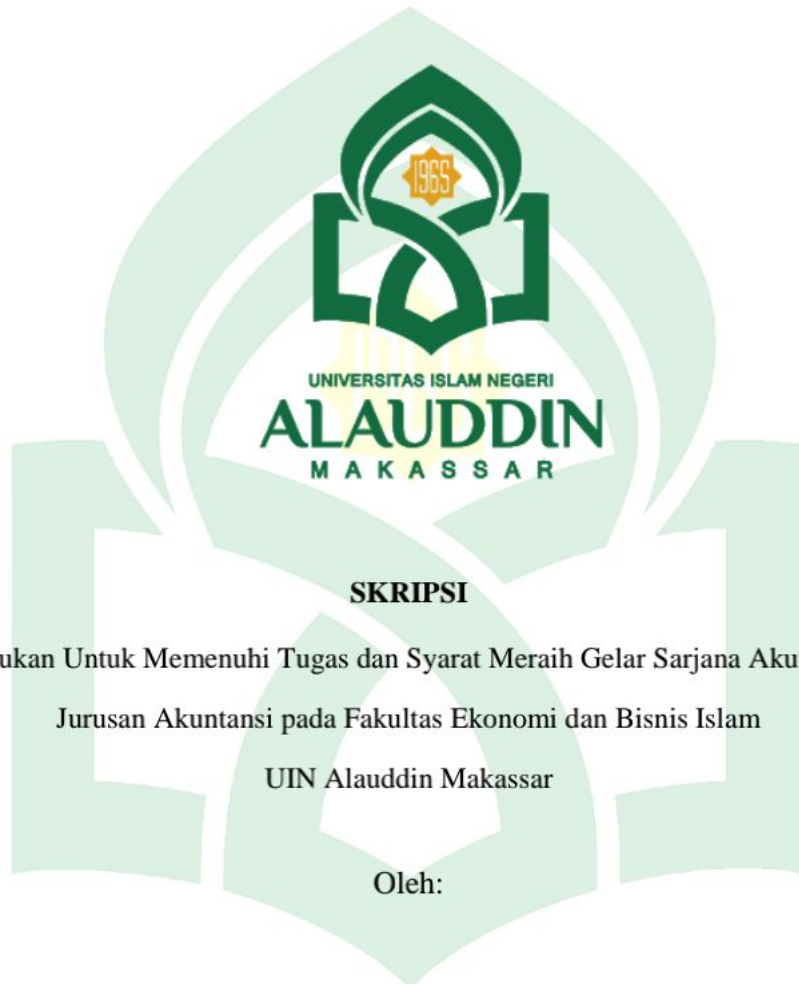 1965
UNIVERSITAS ISLAM NEGERI
ALAUDDIN
MAKASSAR
SKRIPSI
ukan Untuk Memenuhi Tugas dan Syarat Meraih Gelar Sarjana Aku
Jurusan Akuntansi pada Fakultas Ekonomi dan Bisnis Islam
UIN Alauddin Makassar
Oleh: